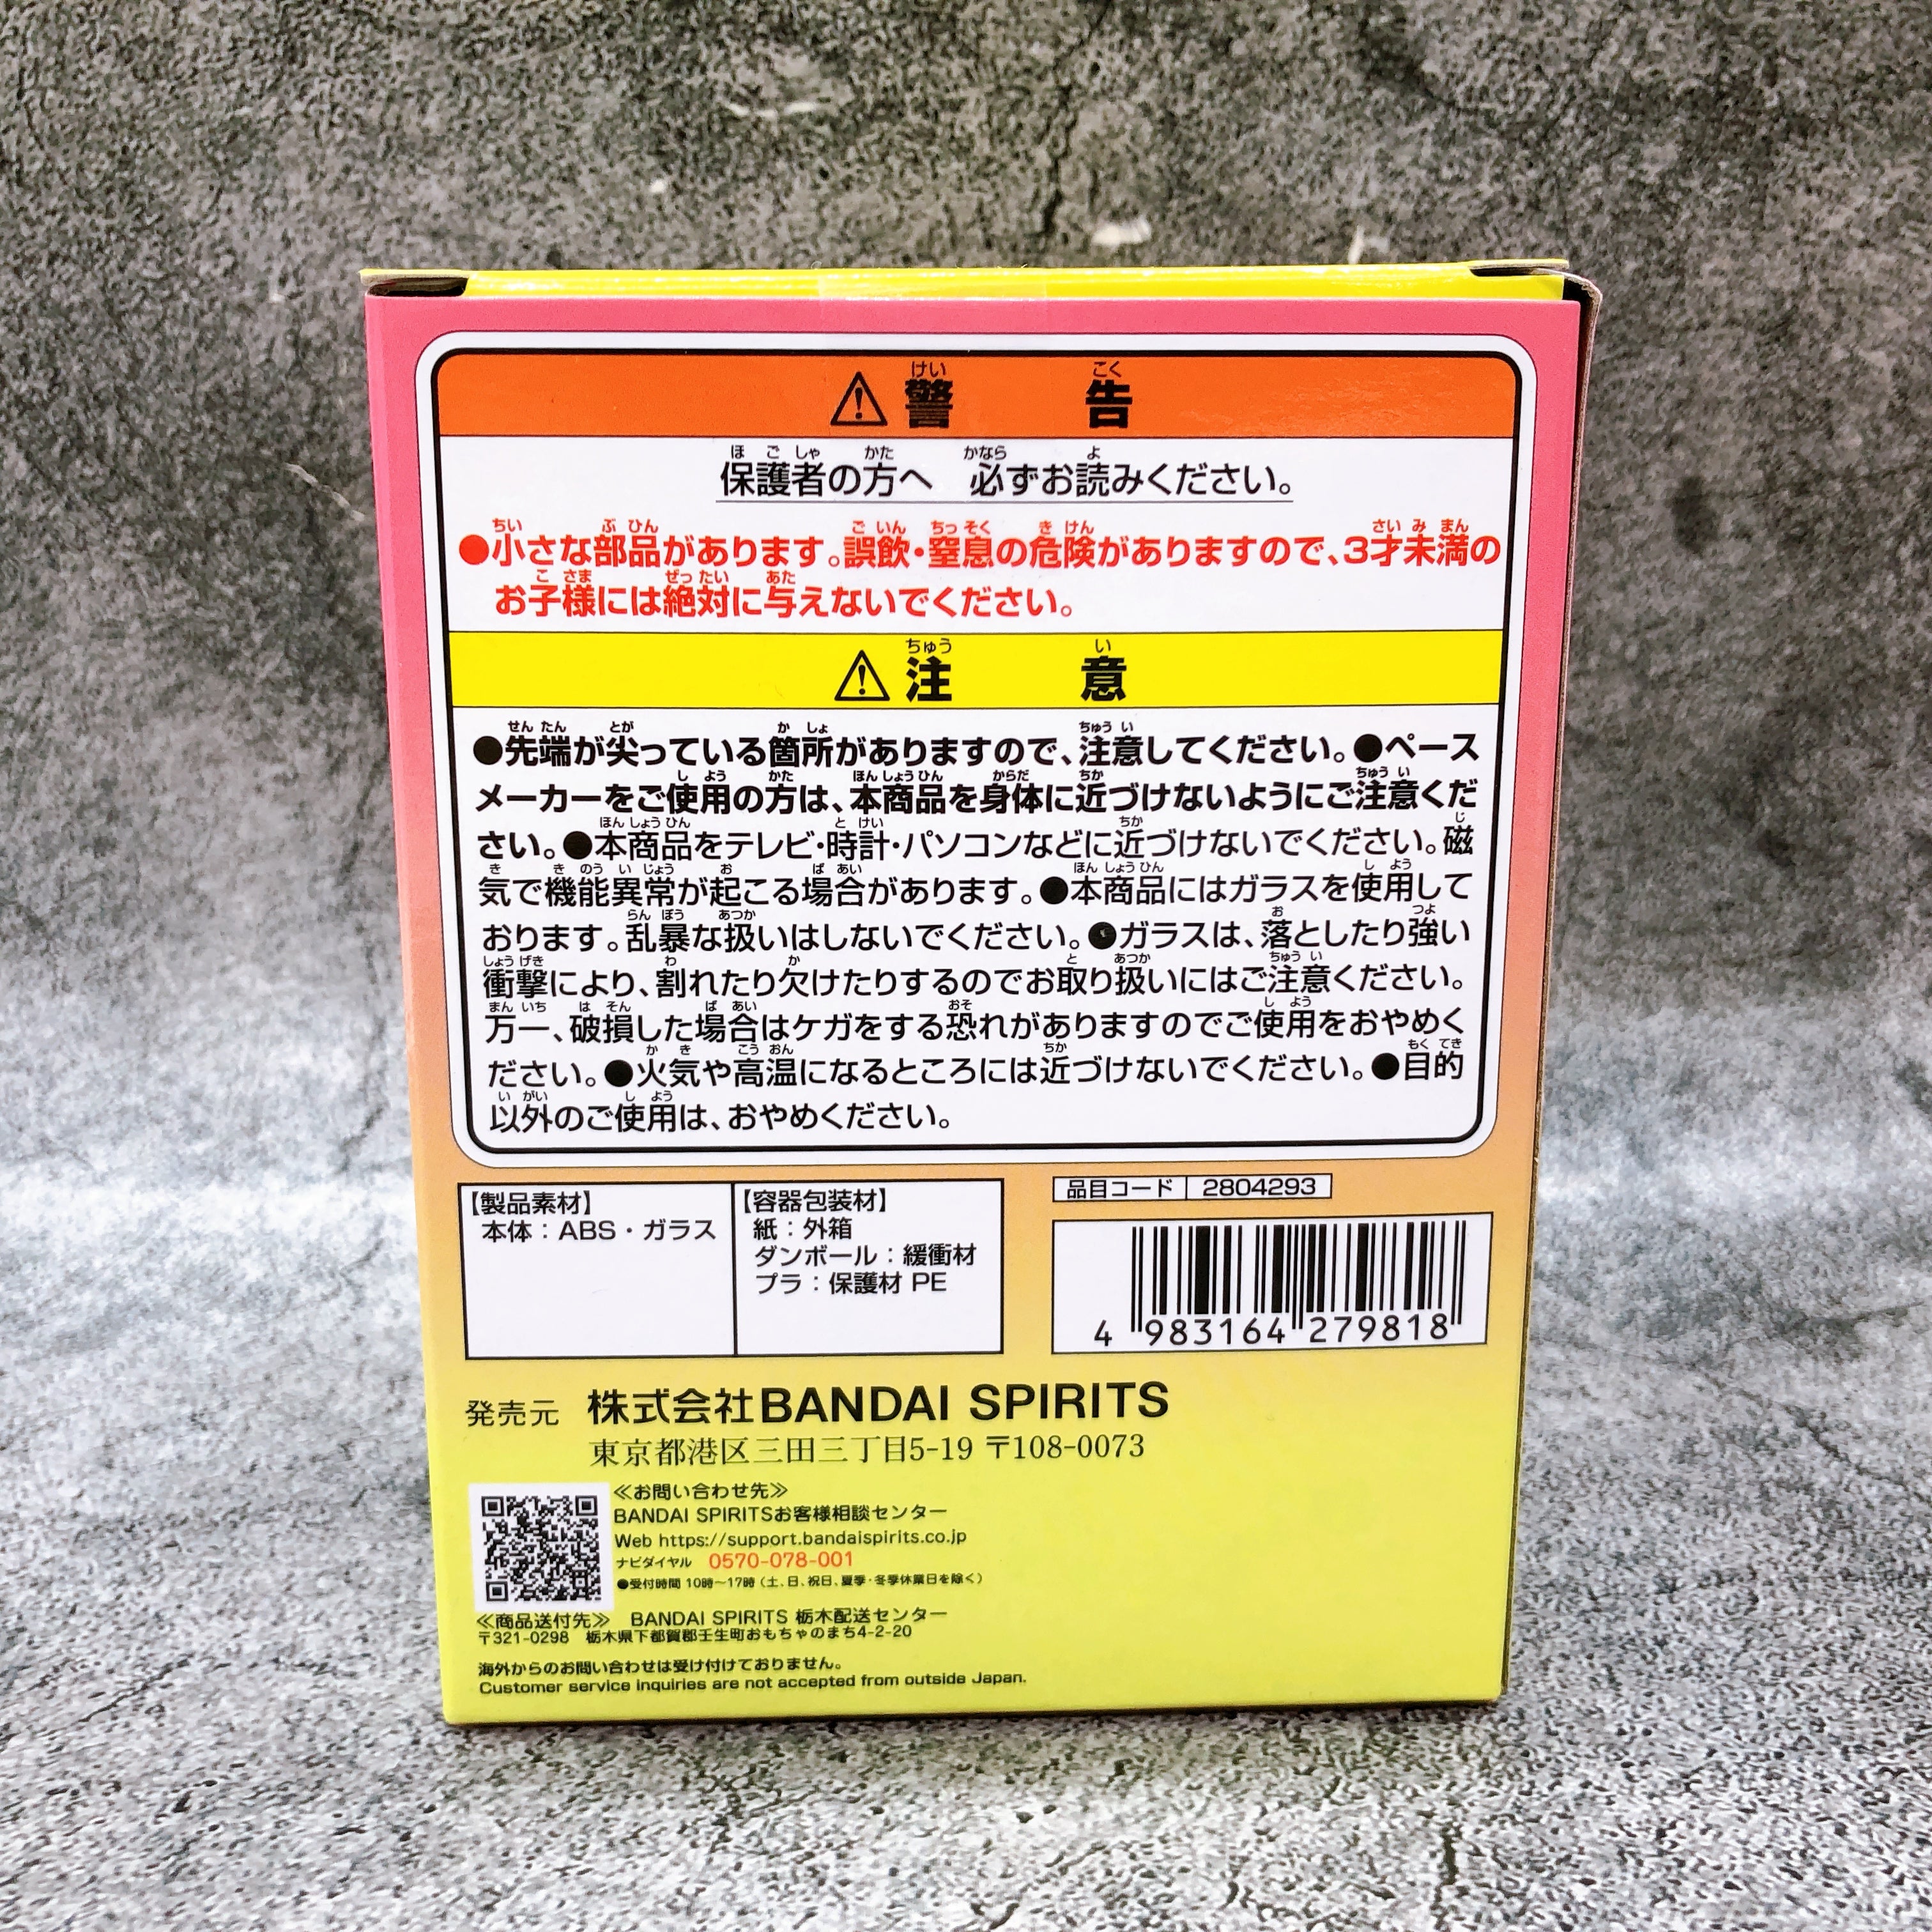 ⚠警告
保護者の方へ 必ずお読みください。
●小さな部品があります。誤飲・窒息の危険がありますので、3才未満の
お子様には絶対に与えないでください。
⚠注意
●先端が尖っている箇所がありますので、注意してください。●ペース
メーカーをご使用の方は、本商品を身体に近づけないようにご注意くだ
さい。●本商品をテレビ・時計・パソコンなどに近づけないでください。磁
気で機能異常が起こる場合があります。●本商品にはガラスを使用して
おります。乱暴な扱いはしないでください。●ガラスは、落としたり強い
衝撃により、割れたり欠けたりするのでお取り扱いにはご注意ください。
万一、破損した場合はケガをする恐れがありますのでご使用をおやめく
ださい。●火気や高温になるところには近づけないでください。●目的
以外のご使用は、おやめください。
【製品素材】
本体：ABS・ガラス
【容器包装材】
紙：外箱
ダンボール：緩衝材
プラ：保護材 PE
品目コード 2804293
4 983164 279818
発売元 株式会社BANDAI SPIRITS
東京都港区三田三丁目5-19 〒108-0073
≪お問い合わせ先≫
BANDAI SPIRITSお客様相談センター
Web https://support.bandaispirits.co.jp
ナビダイヤル 0570-078-001
●受付時間 10時～17時（土、日、祝日、夏季・冬季休業日を除く）
≪商品送付先≫ BANDAI SPIRITS 栃木配送センター
〒321-0298 栃木県下都賀郡壬生町おもちゃのまち4-2-20
海外からのお問い合わせは受け付けておりません。
Customer service inquiries are not accepted from outside Japan.